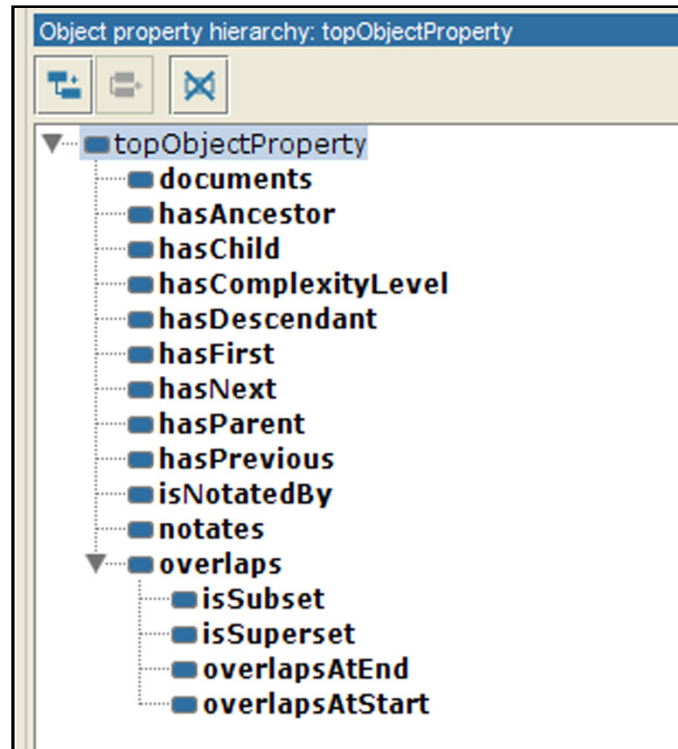 Object property hierarchy: topObjectProperty
topObjectProperty
documents
hasAncestor
hasChild
hasComplexityLevel
hasDescendant
hasFirst
hasNext
hasParent
hasPrevious
isNotatedBy
notates
overlaps
isSubset
isSuperset
overlapsAtEnd
overlapsAtStart